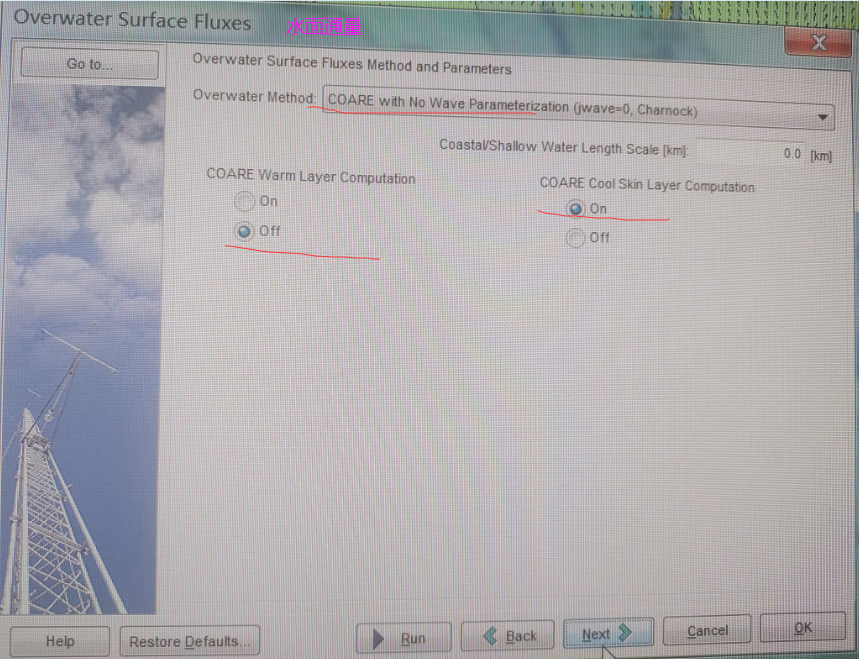 Overwater Surface Fluxes
水面通量
Go to...
Overwater Surface Fluxes Method and Parameters
Overwater Method: COARE with No Wave Parameterization (jwave=0, Charnock)
Coastal/Shallow Water Length Scale [km]: 0.0 [km]
COARE Warm Layer Computation
On
Off
COARE Cool Skin Layer Computation
On
Off
Help
Restore Defaults...
Run
Back
Next
Cancel
OK